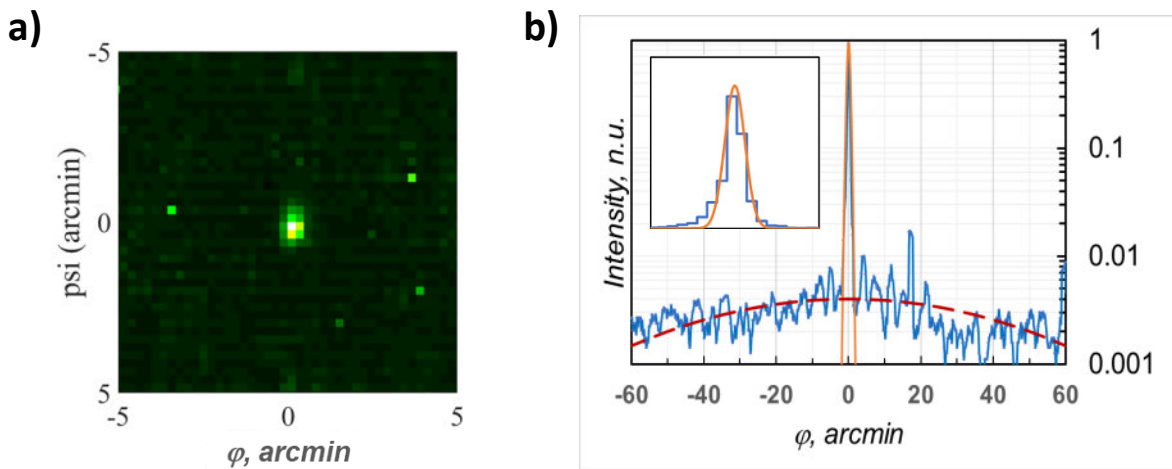 a)
-5
psi (arcmin)
0
5
-5
0
5
φ, arcmin
b)
Intensity, n.u.
1
0.1
0.01
0.001
-60
-40
-20
0
20
40
60
φ, arcmin